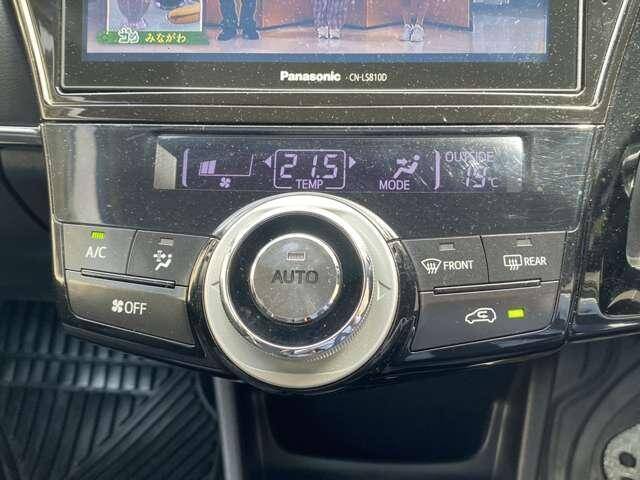 みながわ
Panasonic CN-LS810D
21.5
TEMP
MODE
OUTSIDE
19°C
A/C
AUTO
FRONT
REAR
OFF